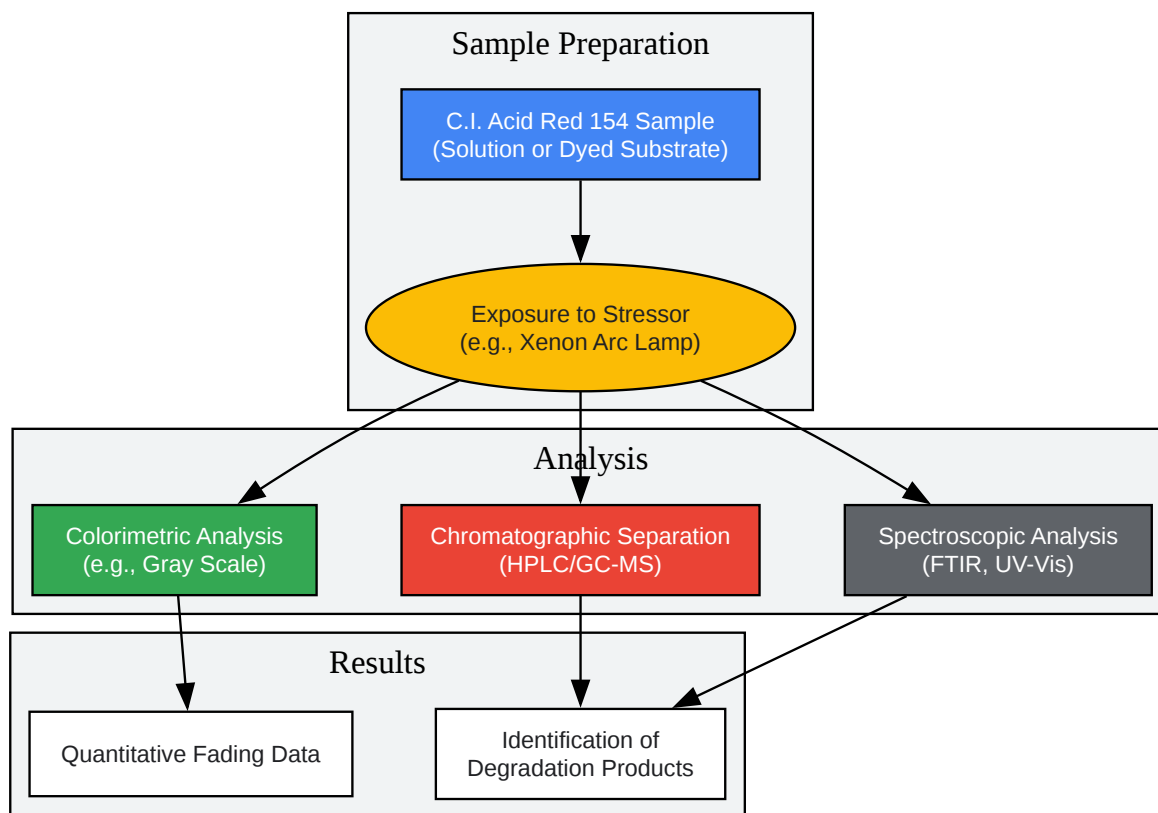 Sample Preparation
C.I. Acid Red 154 Sample
(Solution or Dyed Substrate)
Exposure to Stressor
(e.g., Xenon Arc Lamp)
Analysis
Colorimetric Analysis
(e.g., Gray Scale)
Chromatographic Separation
(HPLC/GC-MS)
Spectroscopic Analysis
(FTIR, UV-Vis)
Results
Quantitative Fading Data
Identification of
Degradation Products